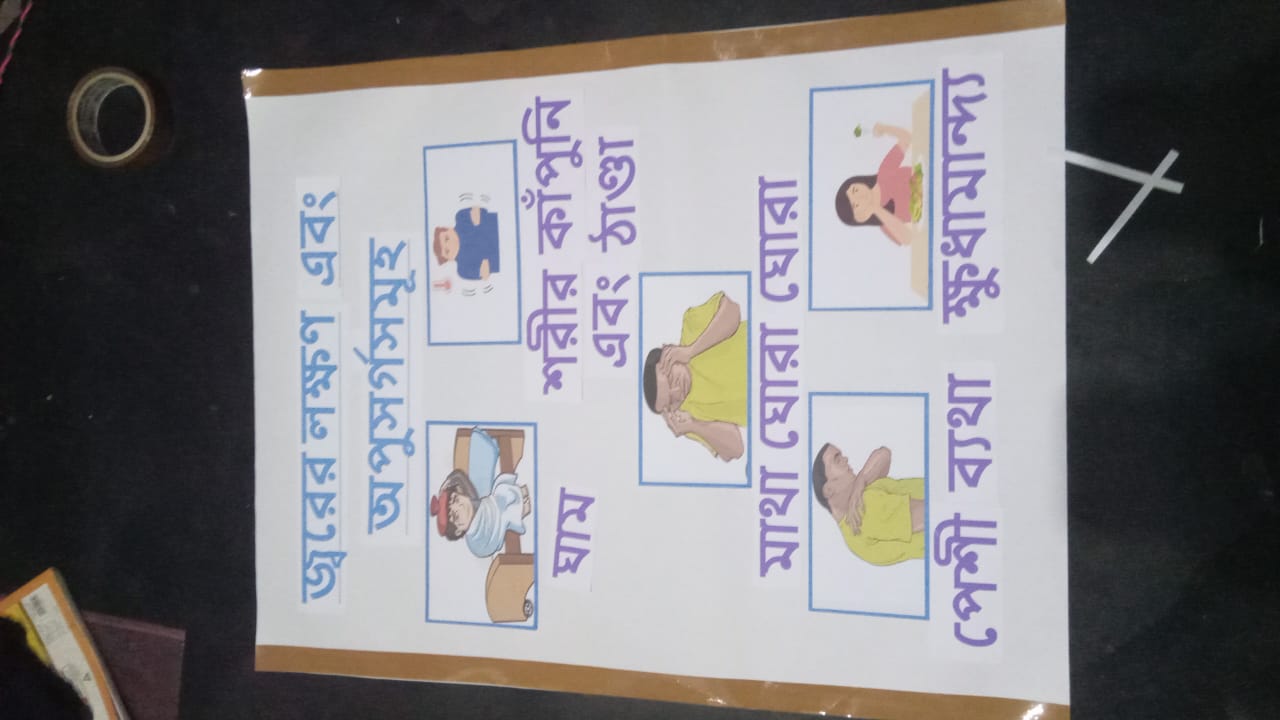 জ্বরের লক্ষণ এবং
অপুসর্গসমূহ
ঘাম
শরীর কাঁপুনি
এবং ঠাণ্ডা
মাথা ঘোরা ঘোরা
পেশী ব্যথা
ক্ষুধামান্দ্য